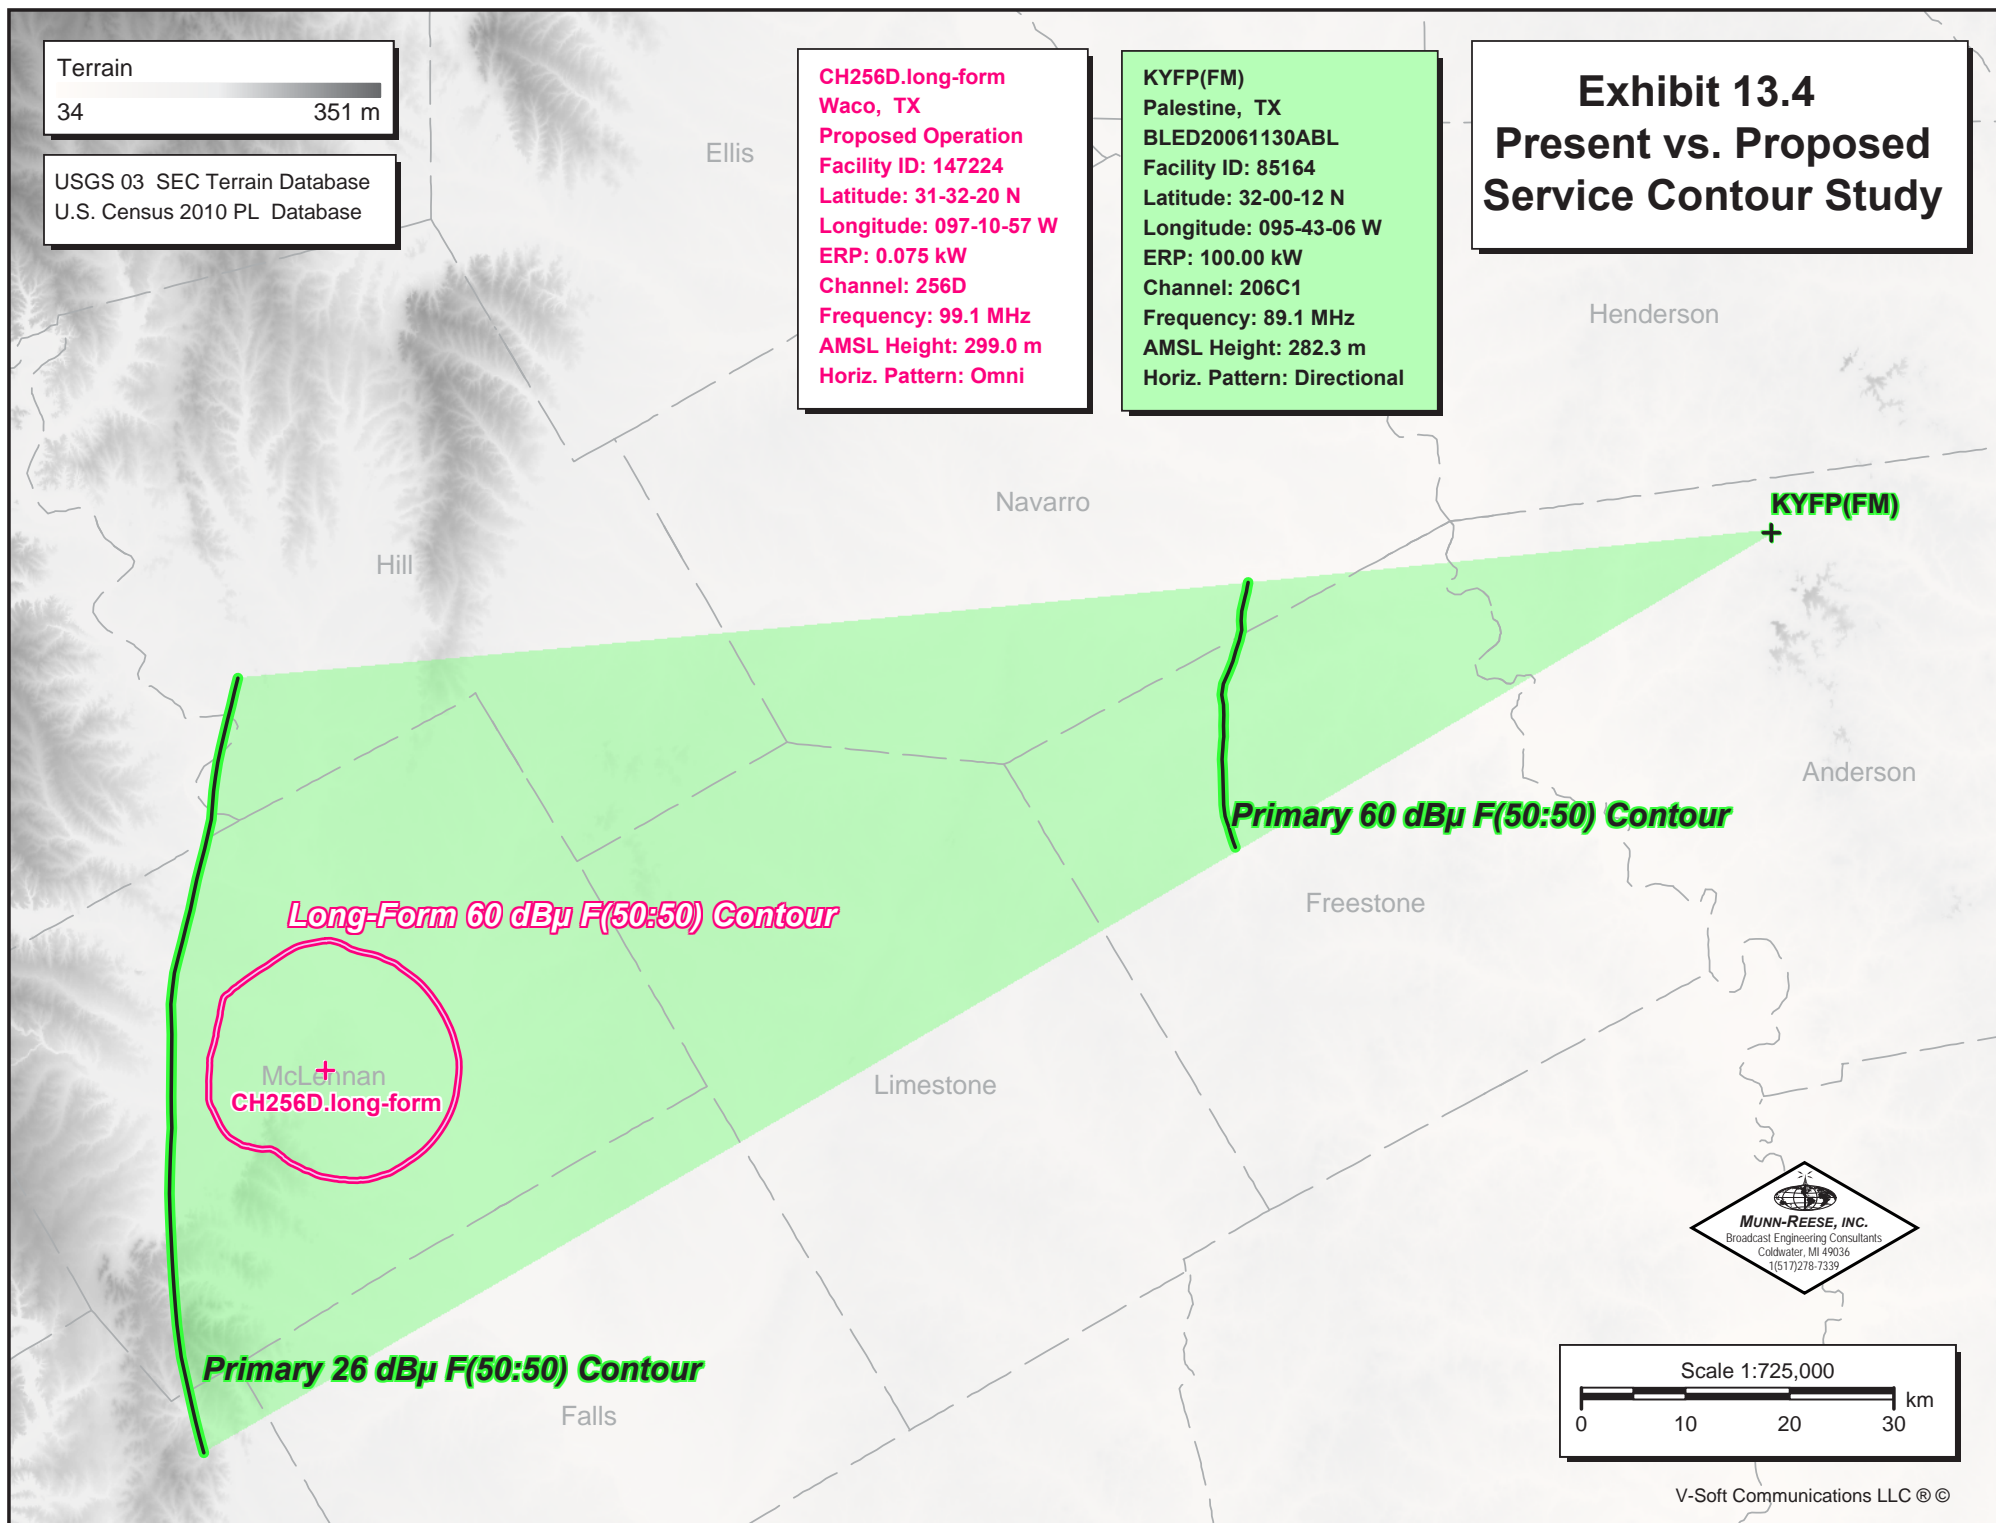 Terrain
34 351 m
USGS 03 SEC Terrain Database
U.S. Census 2010 PL Database
CH256D.long-form
Waco, TX
Proposed Operation
Facility ID: 147224
Latitude: 31-32-20 N
Longitude: 097-10-57 W
ERP: 0.075 kW
Channel: 256D
Frequency: 99.1 MHz
AMSL Height: 299.0 m
Horiz. Pattern: Omni
KYFP(FM)
Palestine, TX
BLED20061130ABL
Facility ID: 85164
Latitude: 32-00-12 N
Longitude: 095-43-06 W
ERP: 100.00 kW
Channel: 206C1
Frequency: 89.1 MHz
AMSL Height: 282.3 m
Horiz. Pattern: Directional
Exhibit 13.4
Present vs. Proposed
Service Contour Study
Ellis
Henderson
Navarro
KYFP(FM)
Hill
Anderson
Primary 60 dBµ F(50:50) Contour
Freestone
Long-Form 60 dBµ F(50:50) Contour
McLennan
CH256D.long-form
Limestone
Primary 26 dBµ F(50:50) Contour
Falls
MUNN-REESE, INC.
Broadcast Engineering Consultants
Coldwater, MI 49036
1(517)278-7339
Scale 1:725,000
km
0 10 20 30
V-Soft Communications LLC ® ©